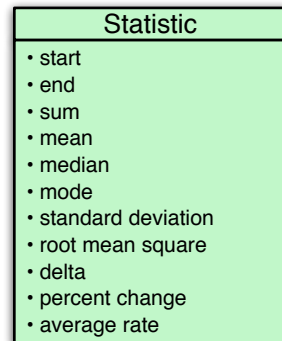 Statistic
• start
• end
• sum
• mean
• median
• mode
• standard deviation
• root mean square
• delta
• percent change
• average rate